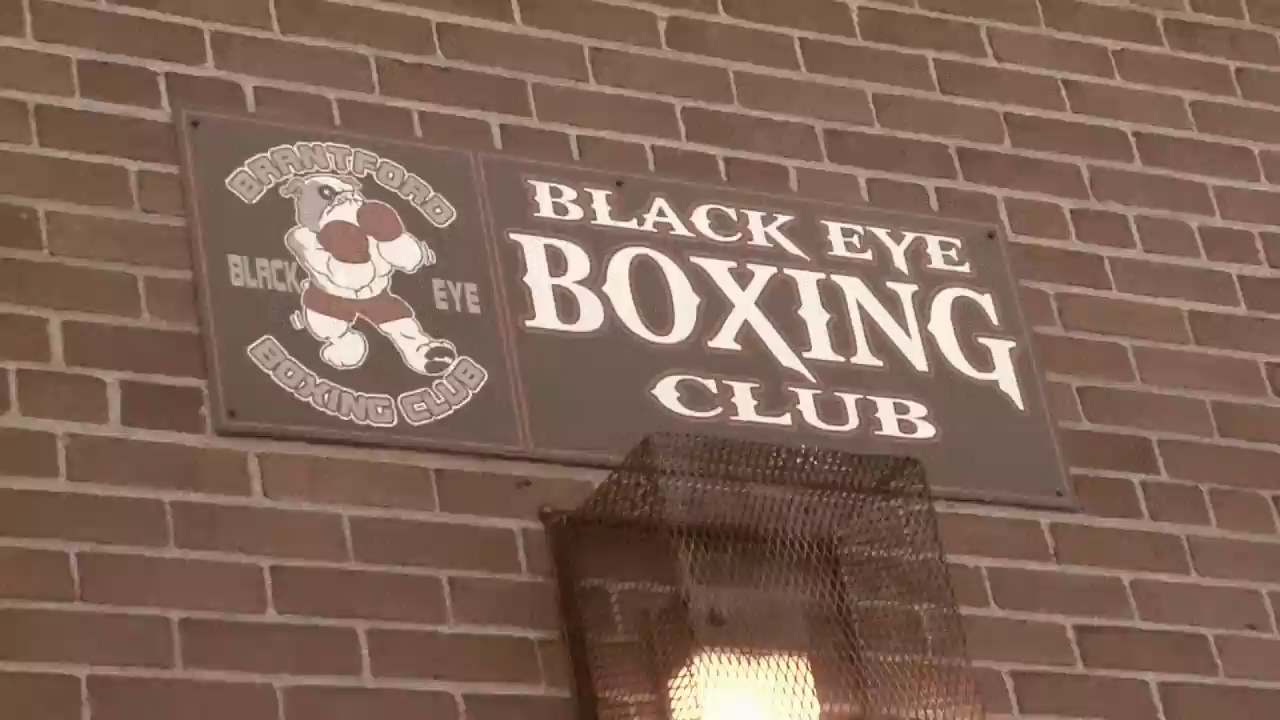 BRANTFORD
BLACK EYE
BOXING CLUB
BLACK EYE
BOXING
CLUB